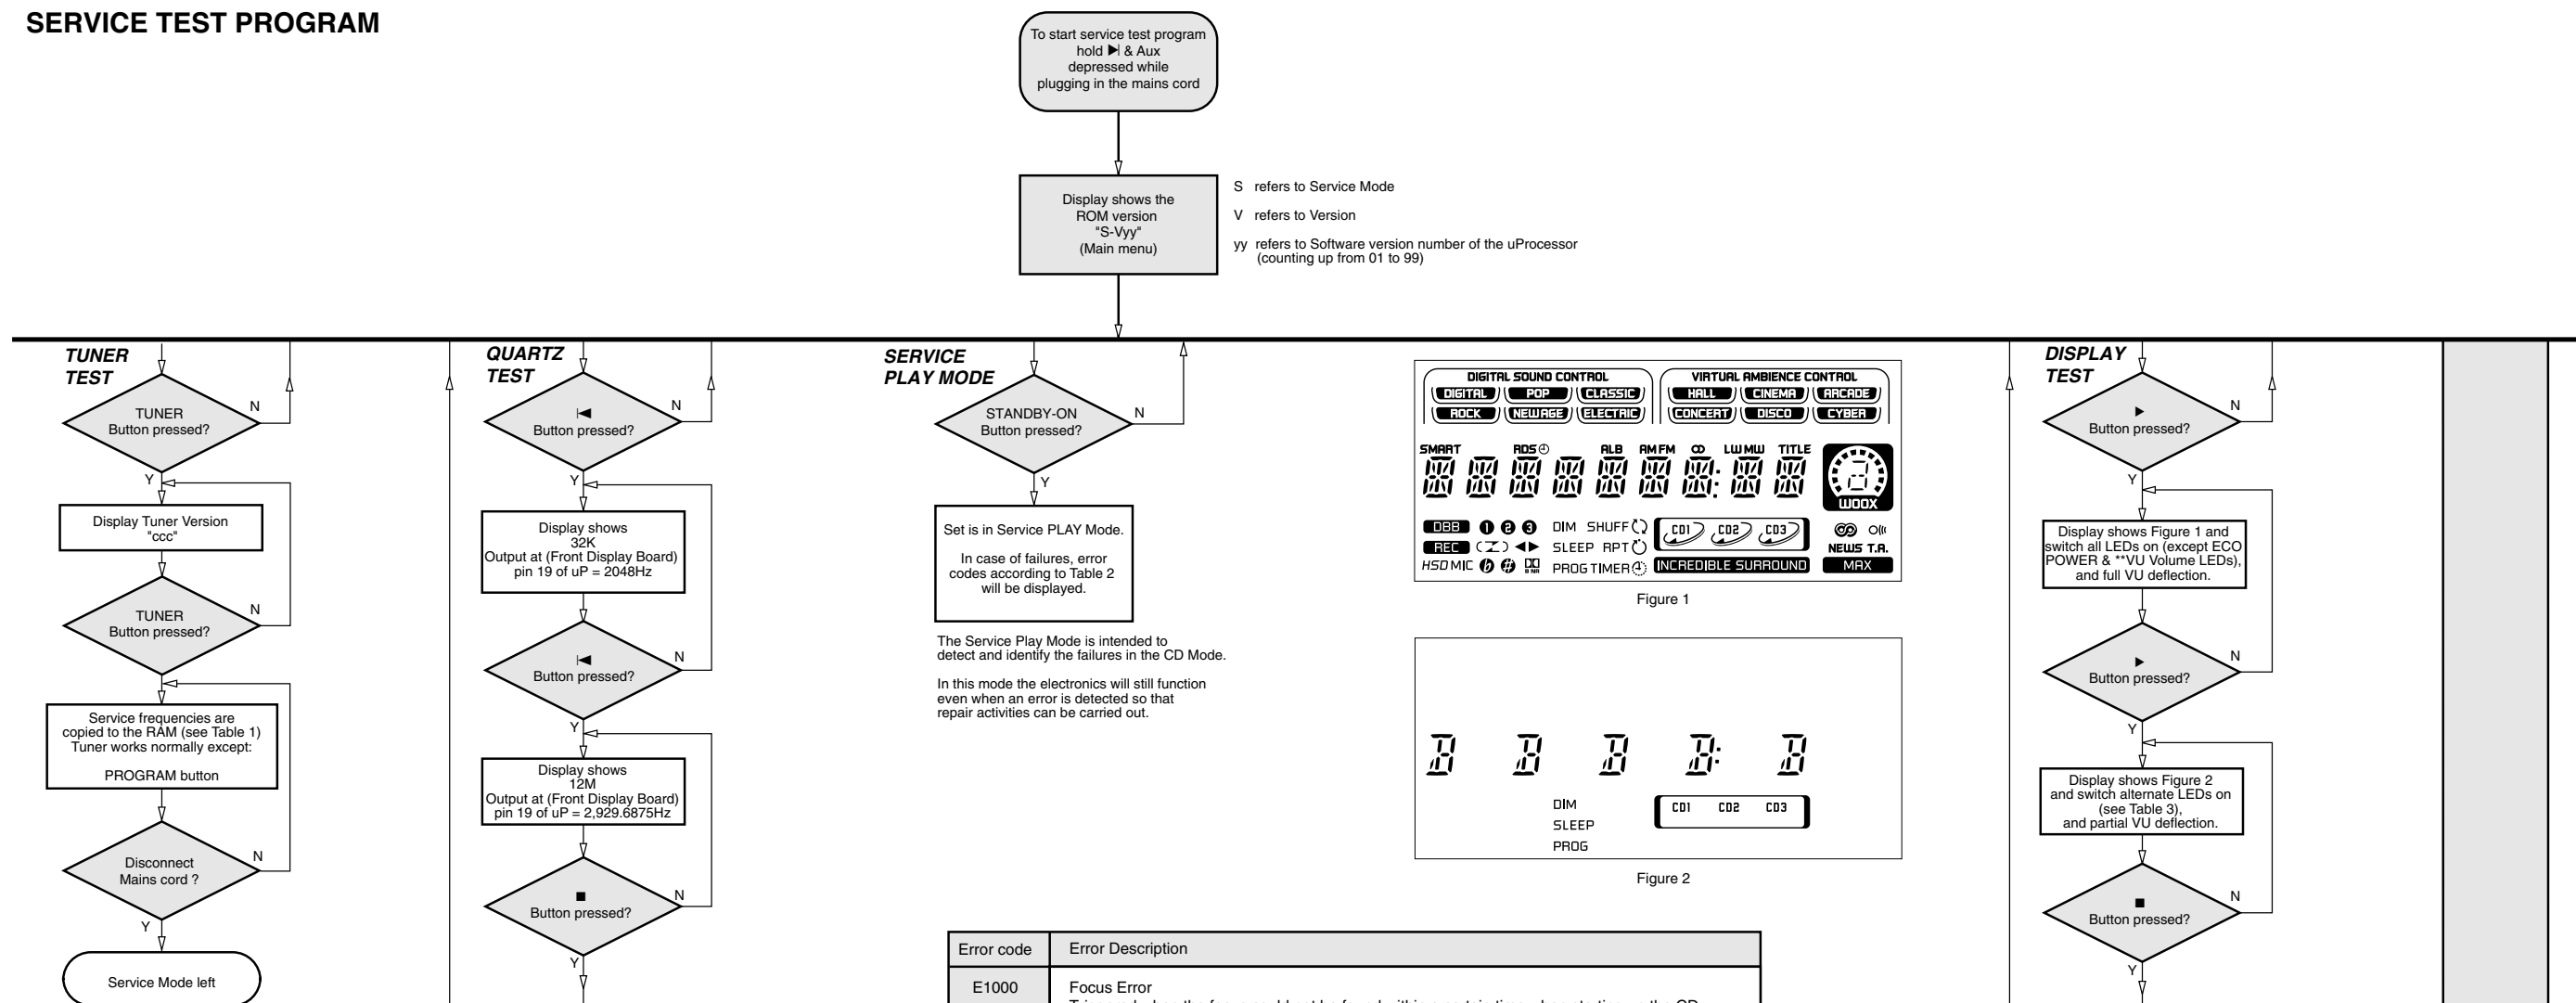 SERVICE TEST PROGRAM
To start service test program
hold & Aux
depressed while
plugging in the mains cord
Display shows the
ROM version
"S-Vyy"
(Main menu)
S refers to Service Mode
V refers to Version
yy refers to Software version number of the uProcessor
(counting up from 01 to 99)
TUNER
TEST
TUNER
Button pressed?
N
Y
Display Tuner Version
"ccc"
TUNER
Button pressed?
N
Service frequencies are
copied to the RAM (see Table 1)
Tuner works normally except:
PROGRAM button
Disconnect
Mains cord ?
N
Y
Service Mode left
QUARTZ
TEST
Button pressed?
N
Y
Display shows
32K
Output at (Front Display Board)
pin 19 of uP = 2048Hz
Button pressed?
N
Y
Display shows
12M
Output at (Front Display Board)
pin 19 of uP = 2,929.6875Hz
Button pressed?
N
Y
SERVICE
PLAY MODE
STANDBY-ON
Button pressed?
N
Y
Set is in Service PLAY Mode.
In case of failures, error
codes according to Table 2
will be displayed.
The Service Play Mode is intended to
detect and identify the failures in the CD Mode.
In this mode the electronics will still function
even when an error is detected so that
repair activities can be carried out.
DIGITAL SOUND CONTROL
DIGITAL POP CLASSIC
ROCK NEWAGE ELECTRIC
VIRTUAL AMBIENCE CONTROL
HALL CINEMA ARCADE
CONCERT DISCO CYBER
SMART RDS ALB AM FM LW MW TITLE
WOOX
DBB 1 2 3 DIM SHUFF CD1 CD2 CD3
REC SLEEP RPT NEWS T.A.
HSD MIC PROG TIMER INCREDIBLE SURROUND MAX
Figure 1
DIM
SLEEP
PROG
CD1 CD2 CD3
Figure 2
Error code Error Description
E1000 Focus Error
DISPLAY
TEST
Button pressed?
N
Y
Display shows Figure 1 and
switch all LEDs on (except ECO
POWER & **VU Volume LEDs),
and full VU deflection.
Button pressed?
N
Y
Display shows Figure 2
and switch alternate LEDs on
(see Table 3),
and partial VU deflection.
Button pressed?
N
Y